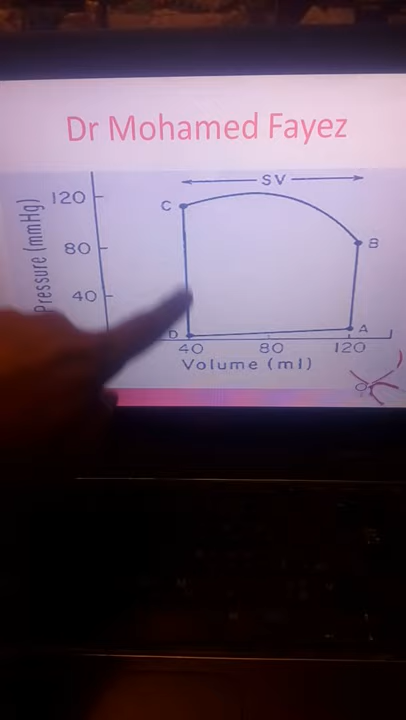 Dr Mohamed Fayez
SV
120
C
80
B
Pressure (mmHg)
40
D
A
40 80 120
Volume (ml)